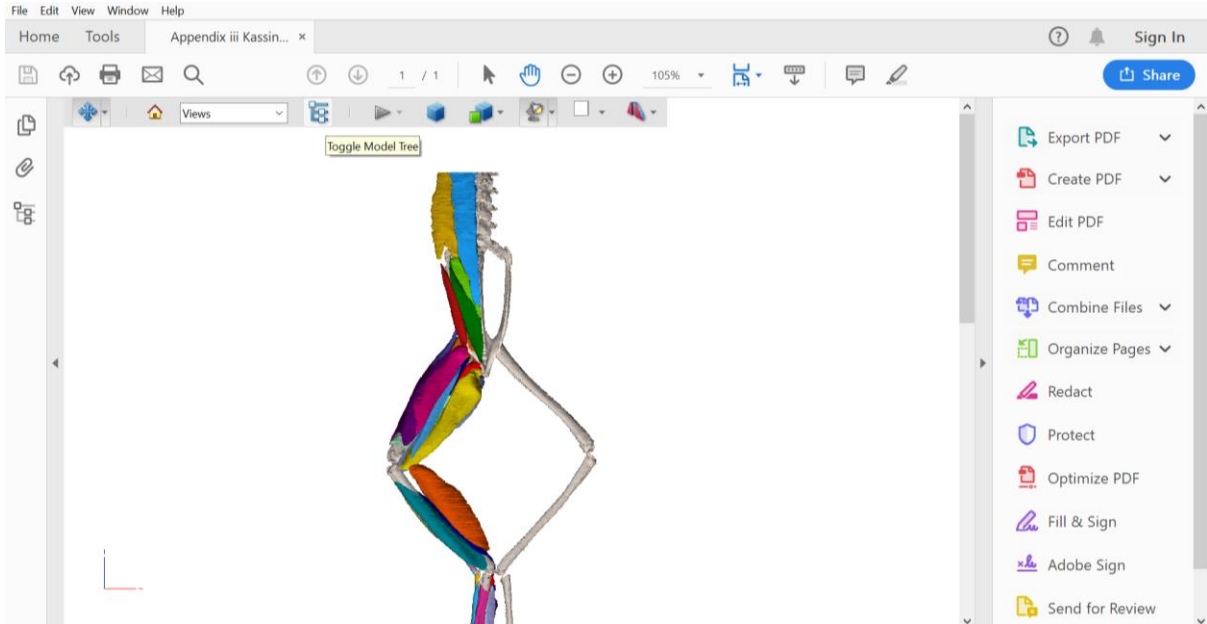 File Edit View Window Help
Home Tools Appendix iii Kassin... × Sign In
1 / 1 105% Share
Views
Toggle Model Tree
Export PDF
Create PDF
Edit PDF
Comment
Combine Files
Organize Pages
Redact
Protect
Optimize PDF
Fill & Sign
Adobe Sign
Send for Review